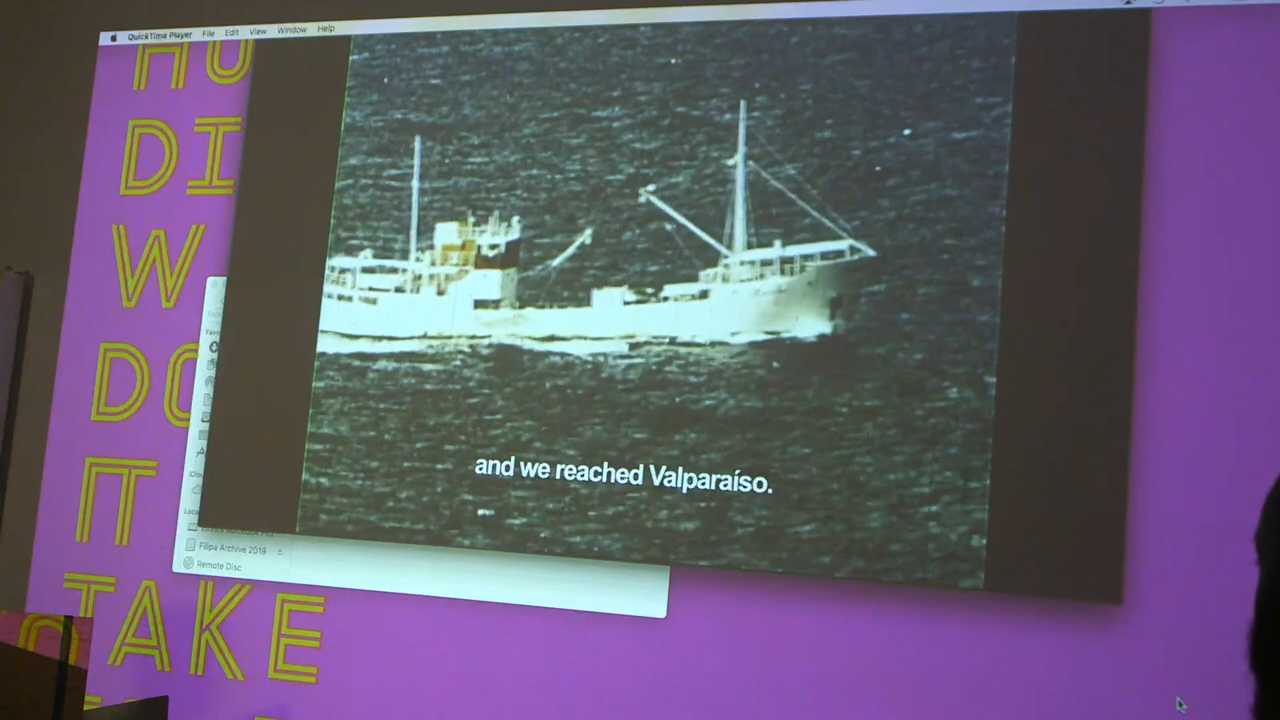 QuickTime Player File Edit View Window Help
DI
W
DO
TAKE
and we reached Valparaíso.
Filipa Archive 2019
Remote Disc